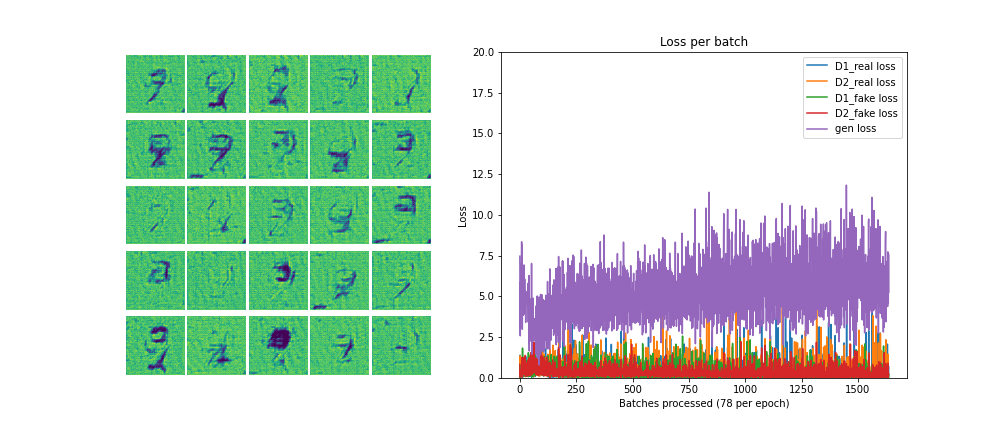 Loss per batch
20.0
17.5
15.0
12.5
10.0
7.5
5.0
2.5
0.0
Loss
D1_real loss
D2_real loss
D1_fake loss
D2_fake loss
gen loss
0
250
500
750
1000
1250
1500
Batches processed (78 per epoch)